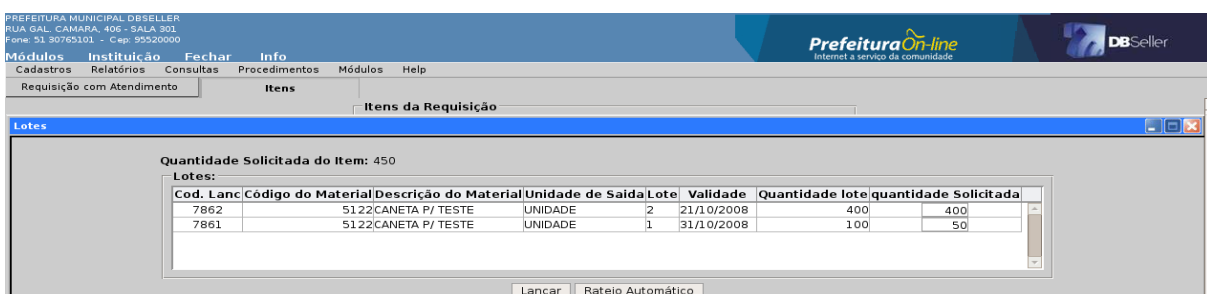 PREFEITURA MUNICIPAL DBSELLER
RUA GAL. CAMARA, 406 - SALA 301
Fone: 51 30765101 - Cep: 95520000
Prefeitura On-line
Internet a serviço da comunidade
DBSeller
Módulos Instituição Fechar Info
Cadastros Relatórios Consultas Procedimentos Módulos Help
Requisição com Atendimento Itens
Itens da Requisição
Lotes
Quantidade Solicitada do Item: 450
Lotes:
Cod. Lanc Código do Material Descrição do Material Unidade de Saida Lote Validade Quantidade lote quantidade Solicitada
7862 5122 CANETA P/ TESTE UNIDADE 2 21/10/2008 400 400
7861 5122 CANETA P/ TESTE UNIDADE 1 31/10/2008 100 50
Lançar Rateio Automático